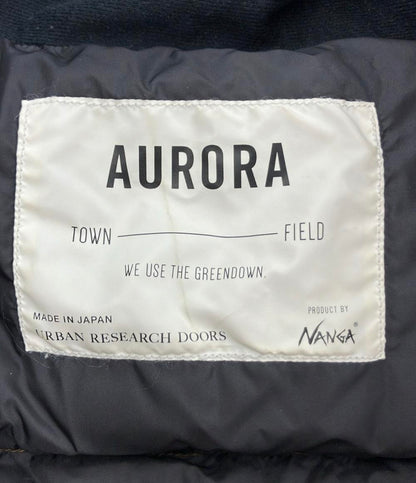 AURORA
TOWN FIELD
WE USE THE GREENDOWN.
MADE IN JAPAN
URBAN RESEARCH DOORS
PRODUCT BY
NANGA®